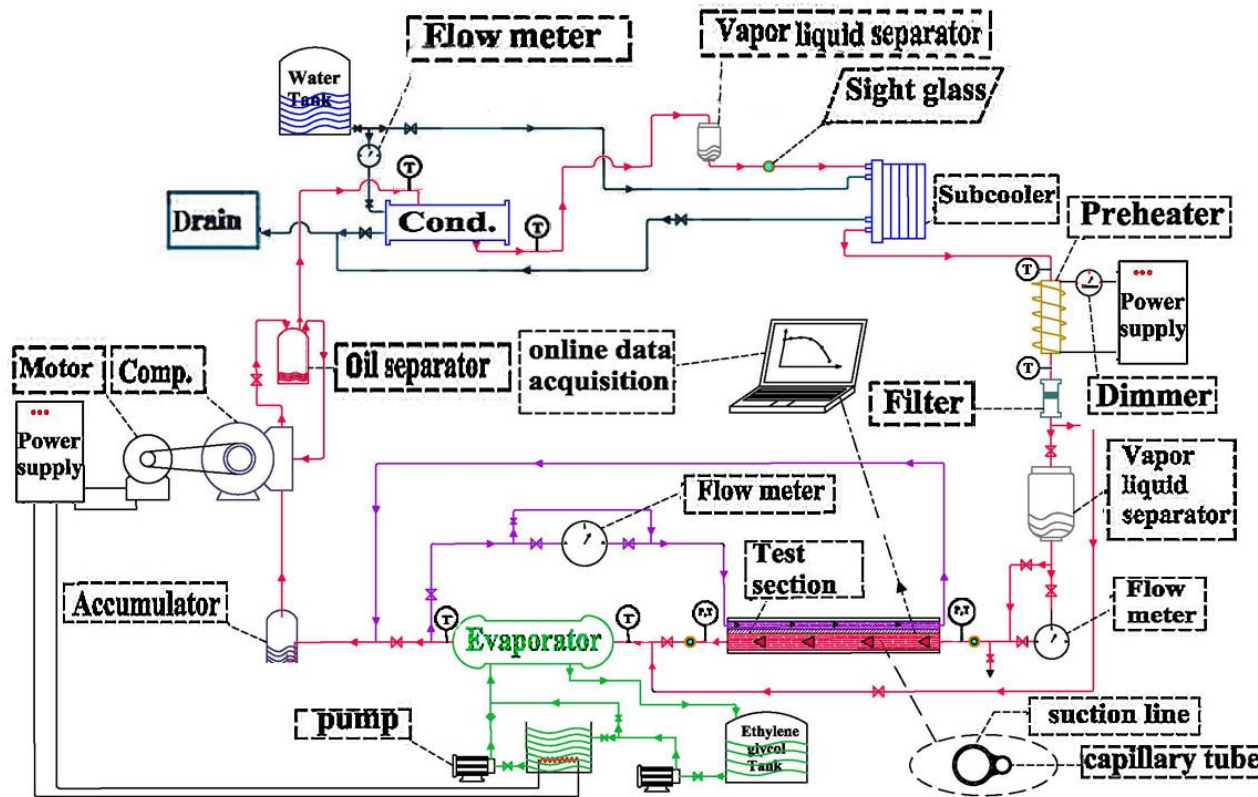 Flow meter
Vapor liquid separator
Water
Tank
Sight glass
T
Drain
Cond.
T
Subcooler
Preheater
T
Power
supply
T
Dimmer
Filter
Oil separator
online data
acquisition
Motor
Comp.
Power
supply
Vapor
liquid
separator
Flow meter
Test
section
Accumulator
T
Evaporator
T
P,T
P,T
Flow
meter
pump
Ethylene
glycol
Tank
suction line
capillary tube